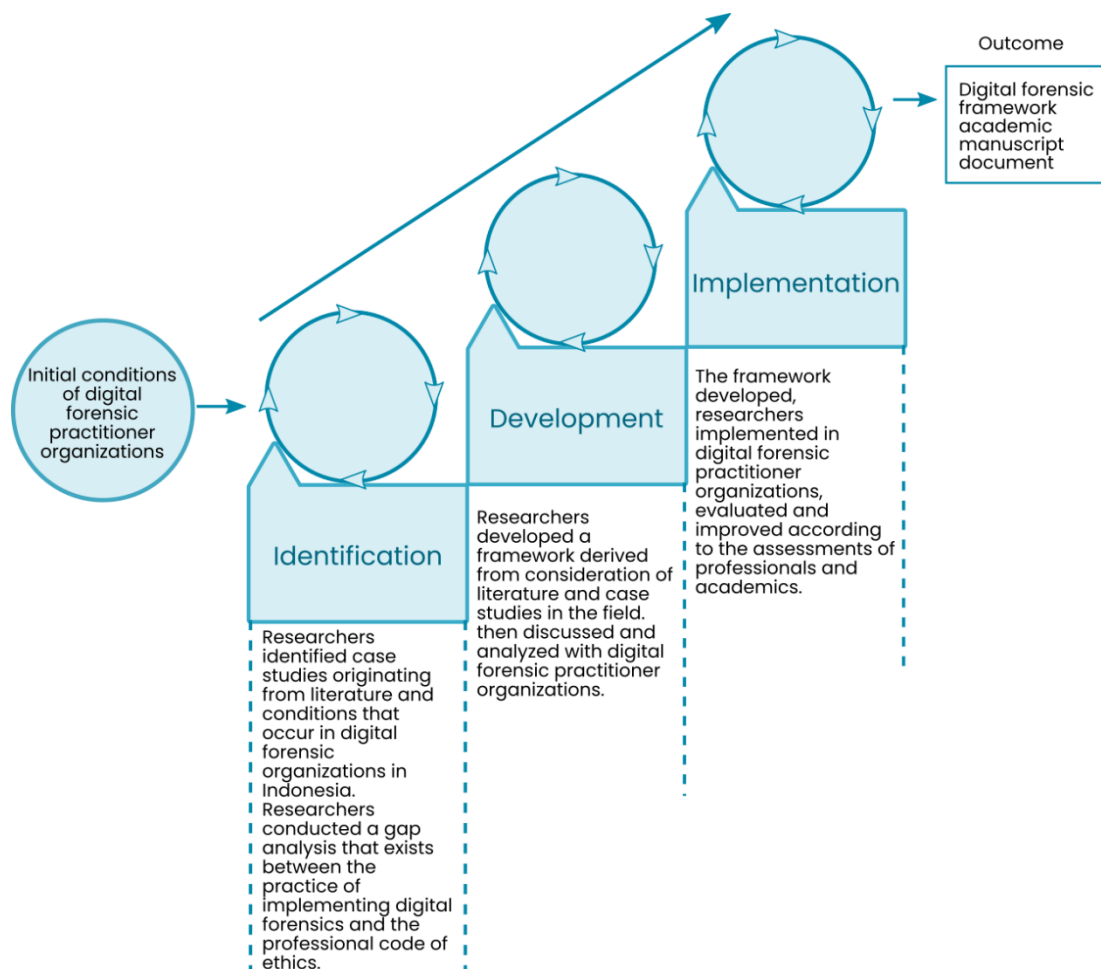 Initial conditions
of digital
forensic
practitioner
organizations
Identification
Researchers
identified case
studies originating
from literature and
conditions that
occur in digital
forensic
organizations in
Indonesia.
Researchers
conducted a gap
analysis that exists
between the
practice of
implementing digital
forensics and the
professional code of
ethics.
Development
Researchers
developed a
framework derived
from consideration of
literature and case
studies in the field.
then discussed and
analyzed with digital
forensic practitioner
organizations.
Implementation
The framework
developed,
researchers
implemented in
digital forensic
practitioner
organizations,
evaluated and
improved according
to the assessments of
professionals and
academics.
Outcome
Digital forensic
framework
academic
manuscript
document